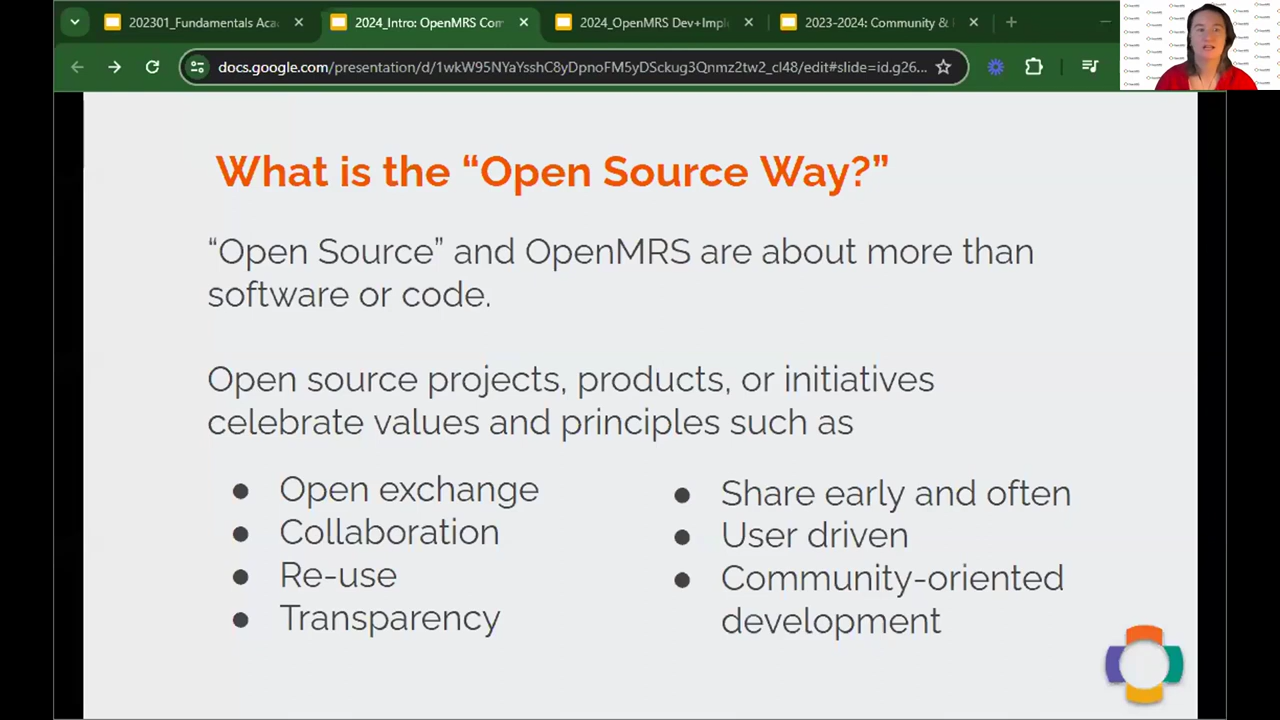 202301_Fundamentals Aca
2024_Intro: OpenMRS Com
2024_OpenMRS Dev+Impl
2023-2024: Community &
docs.google.com/presentation/d/1wkW95NYaYssh1C8rDpnoFM5yDSckug3Qnmz2tw2_cl48/edit#slide=id.g26...
What is the “Open Source Way?”
“Open Source” and OpenMRS are about more than
software or code.
Open source projects, products, or initiatives
celebrate values and principles such as
● Open exchange
● Collaboration
● Re-use
● Transparency
● Share early and often
● User driven
● Community-oriented
development